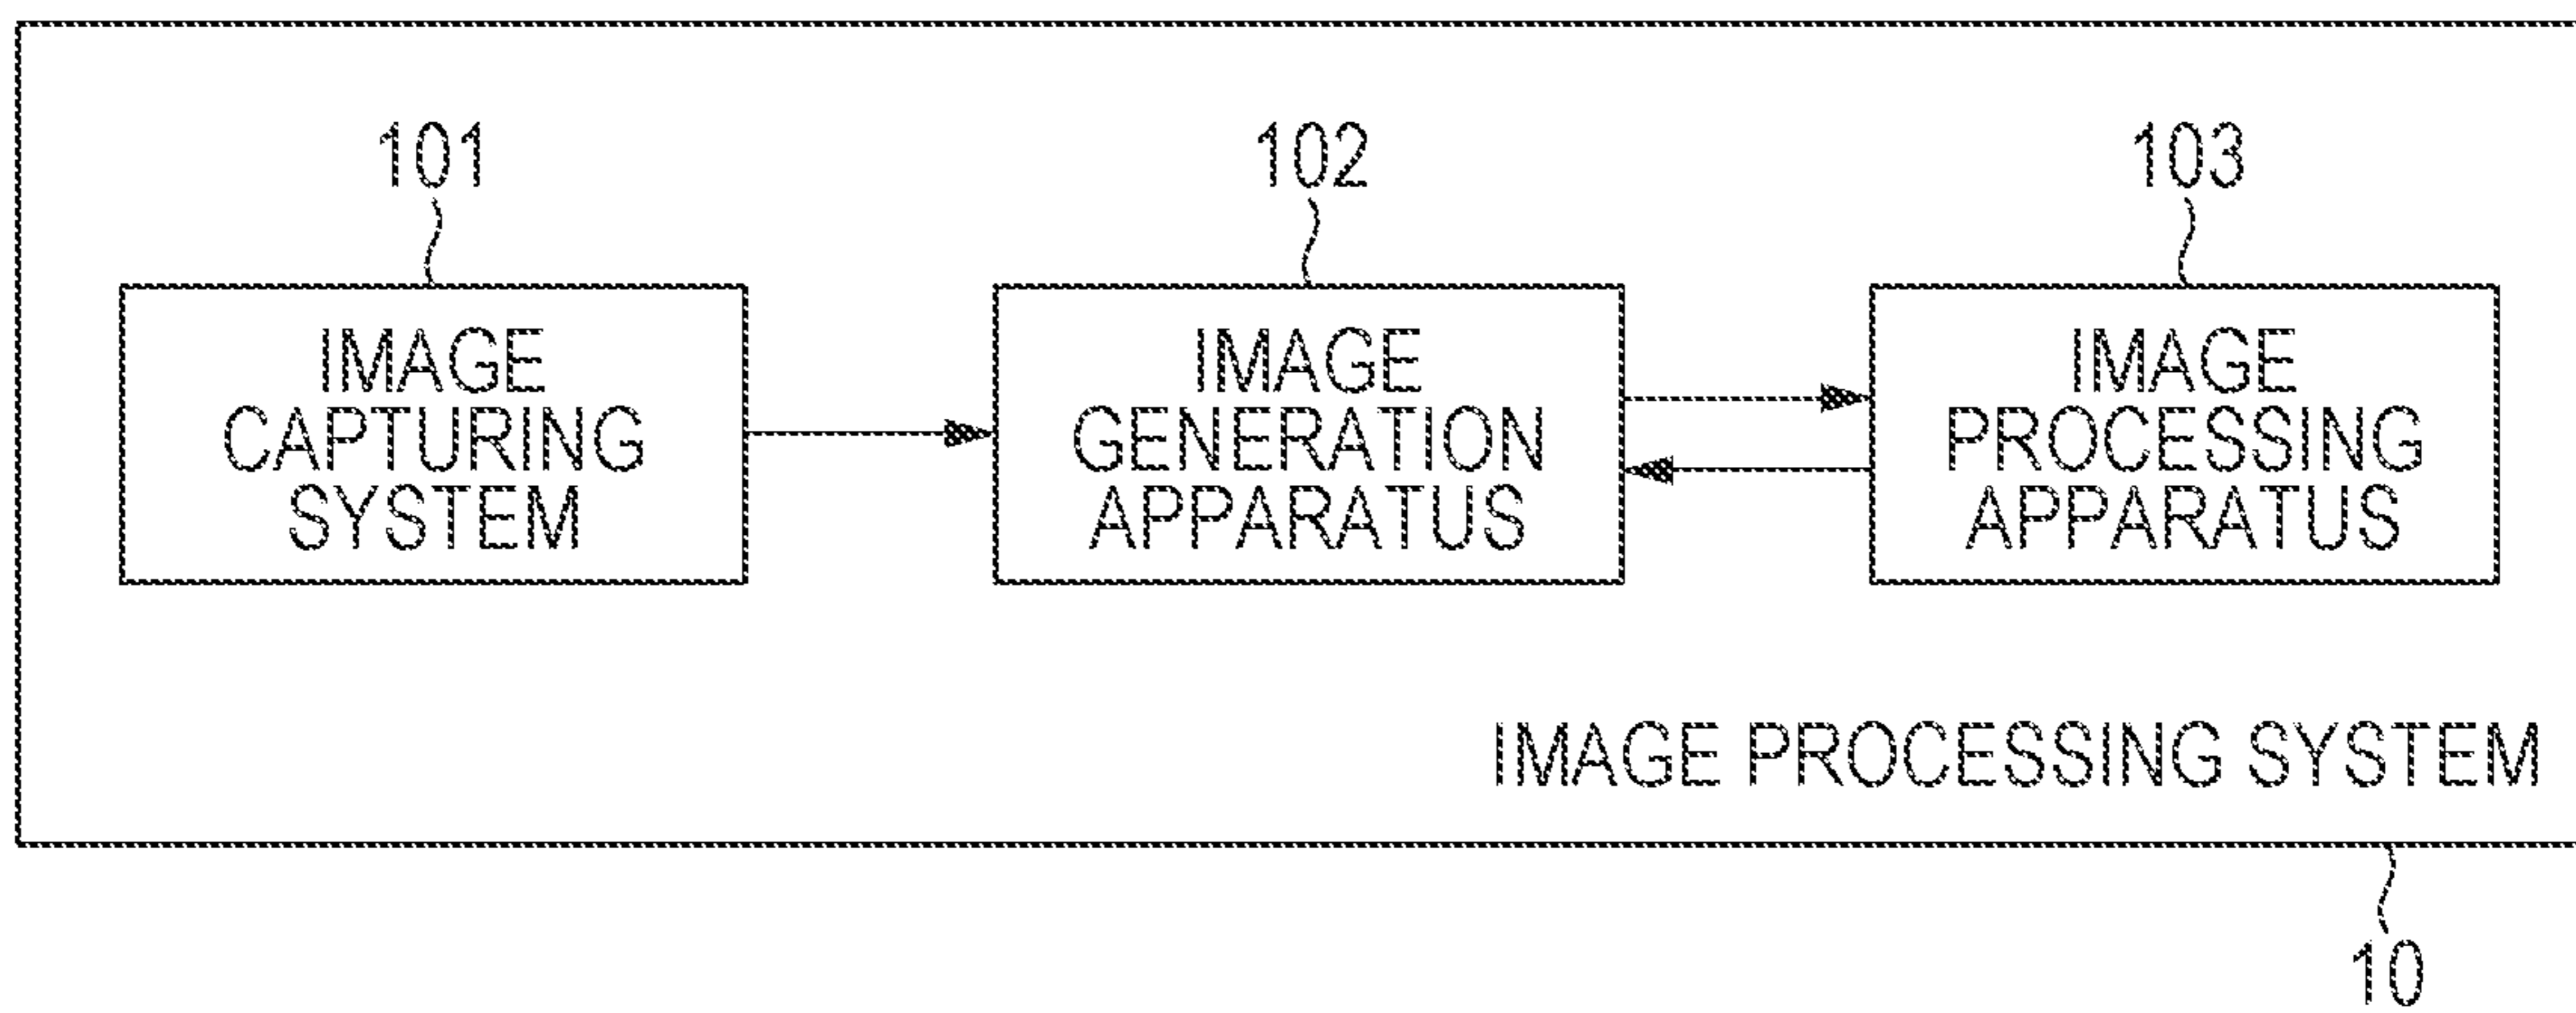 101
102
103
IMAGE
CAPTURING
SYSTEM
IMAGE
GENERATION
APPARATUS
IMAGE
PROCESSING
APPARATUS
IMAGE PROCESSING SYSTEM
10